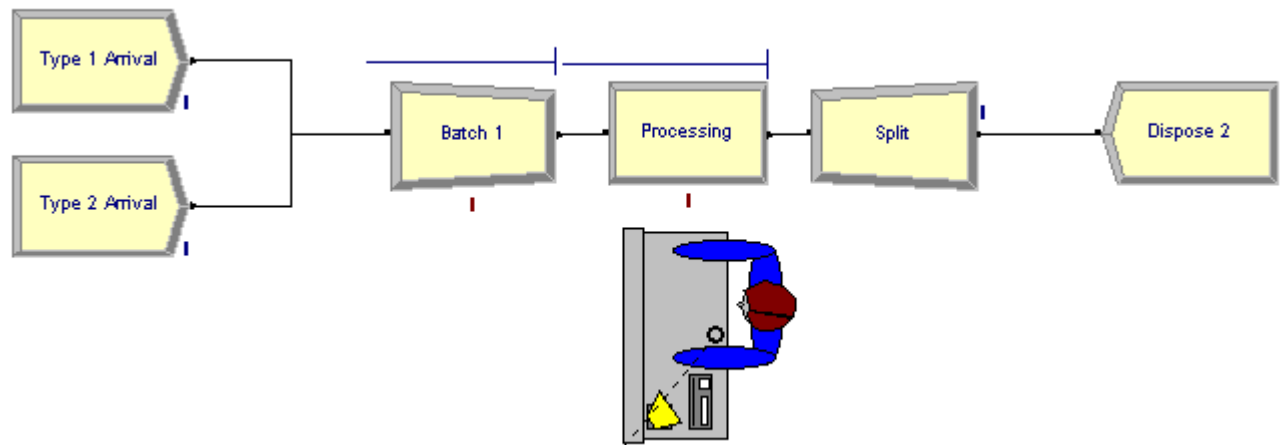 Type 1 Arrival
Type 2 Arrival
Batch 1
Processing
Split
Dispose 2